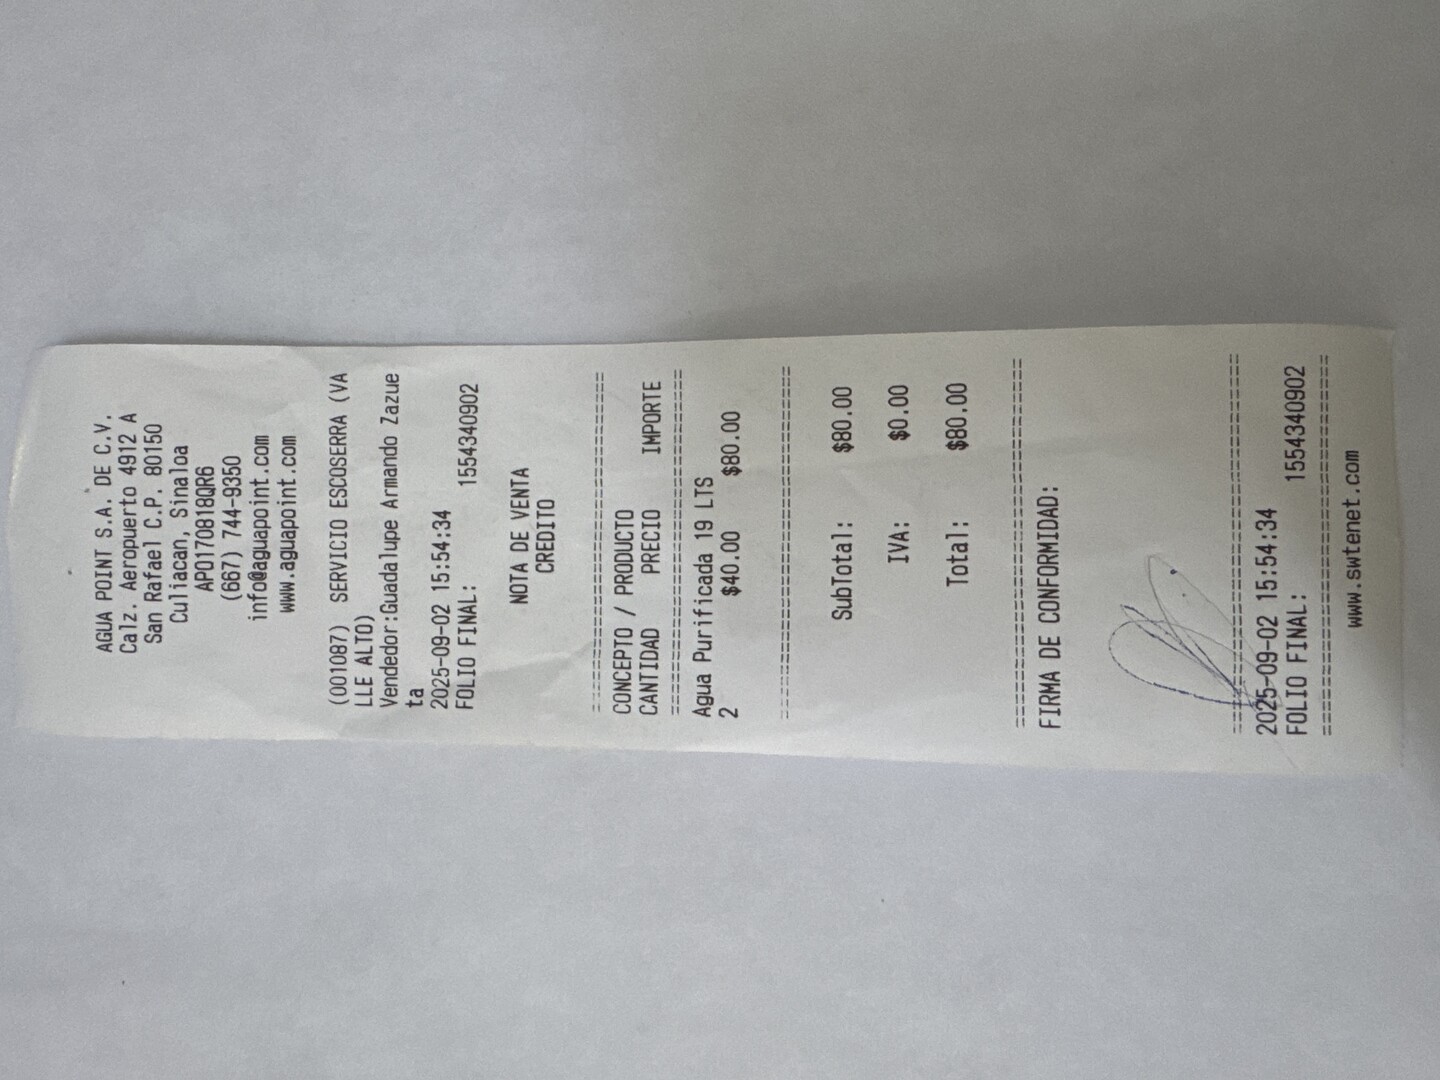 AGUA POINT S.A. DE C.V.
Calz. Aeropuerto 4912 A
San Rafael C.P. 80150
Culiacan, Sinaloa
APO170818QR6
(667) 744-9350
info@aguapoint.com
www.aguapoint.com
(001087) SERVICIO ESCOSERRA (VA
LLE ALTO)
Vendedor:Guadalupe Armando Zazue
ta
2025-09-02 15:54:34
FOLIO FINAL: 1554340902
NOTA DE VENTA
CREDITO
================================
CONCEPTO / PRODUCTO
CANTIDAD PRECIO IMPORTE
================================
Agua Purificada 19 LTS
2 $40.00 $80.00
================================
SubTotal: $80.00
IVA: $0.00
Total: $80.00
================================
FIRMA DE CONFORMIDAD:
================================
2025-09-02 15:54:34
FOLIO FINAL: 1554340902
================================
www.swtenet.com